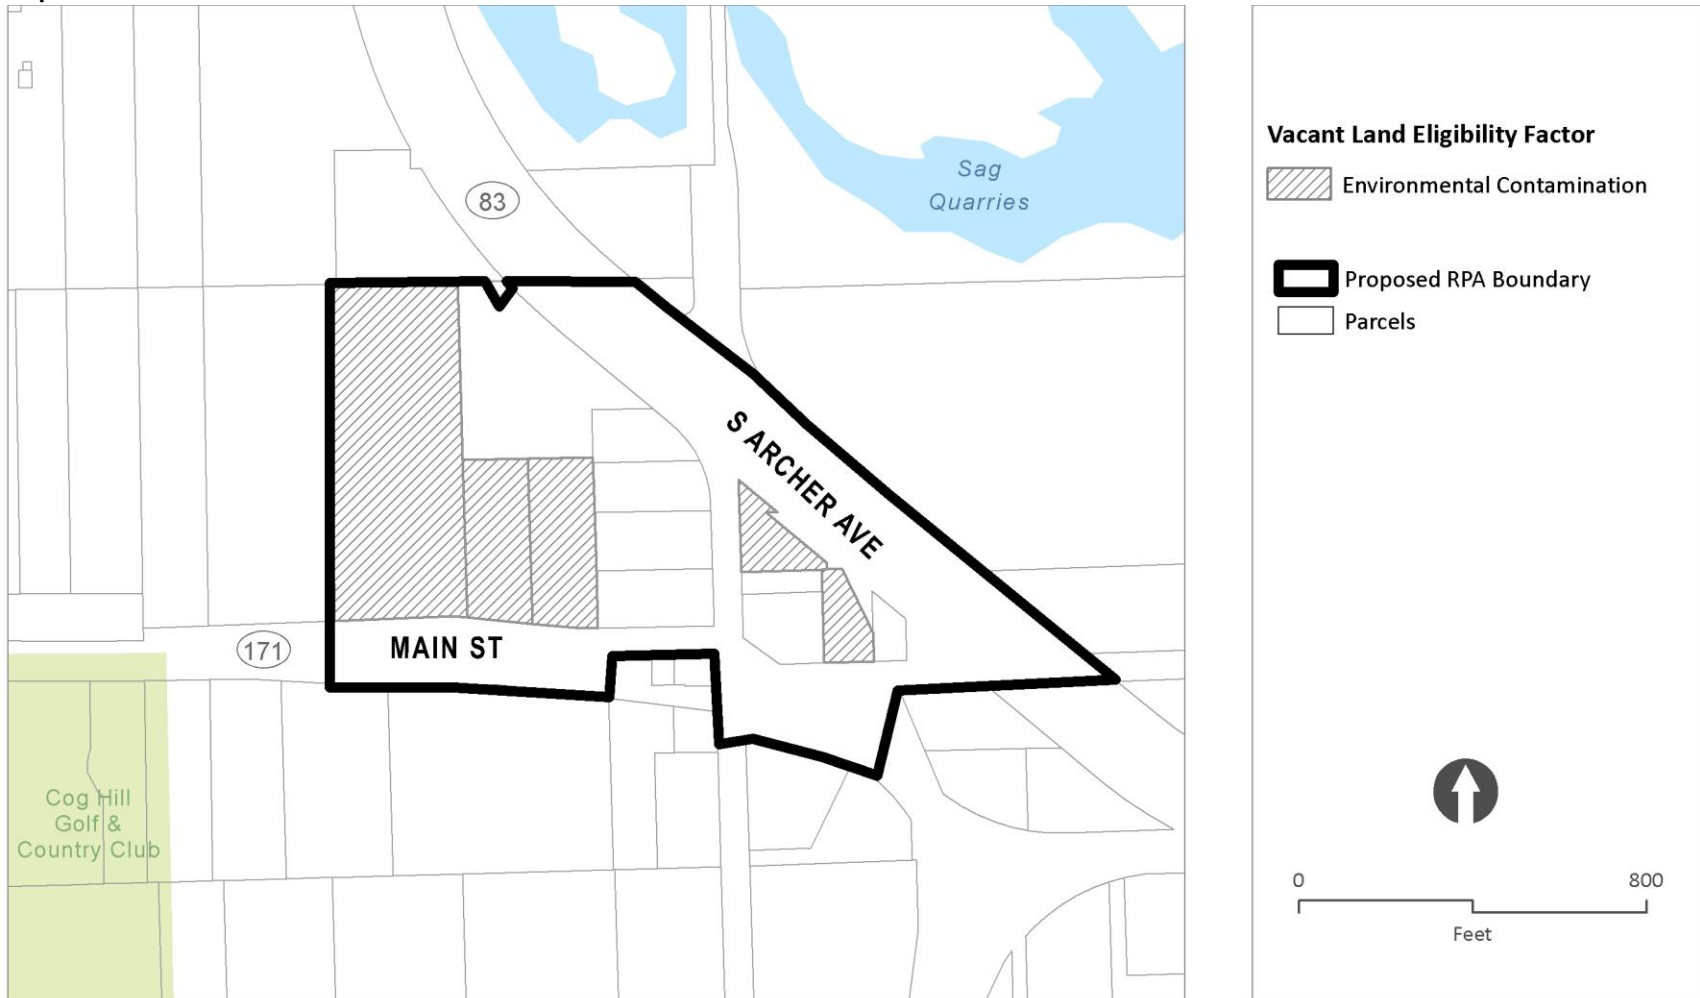 83
Sag
Quarries
S ARCHER AVE
MAIN ST
171
Cog Hill
Golf &
Country Club
Vacant Land Eligibility Factor
Environmental Contamination
Proposed RPA Boundary
Parcels
0 800
Feet